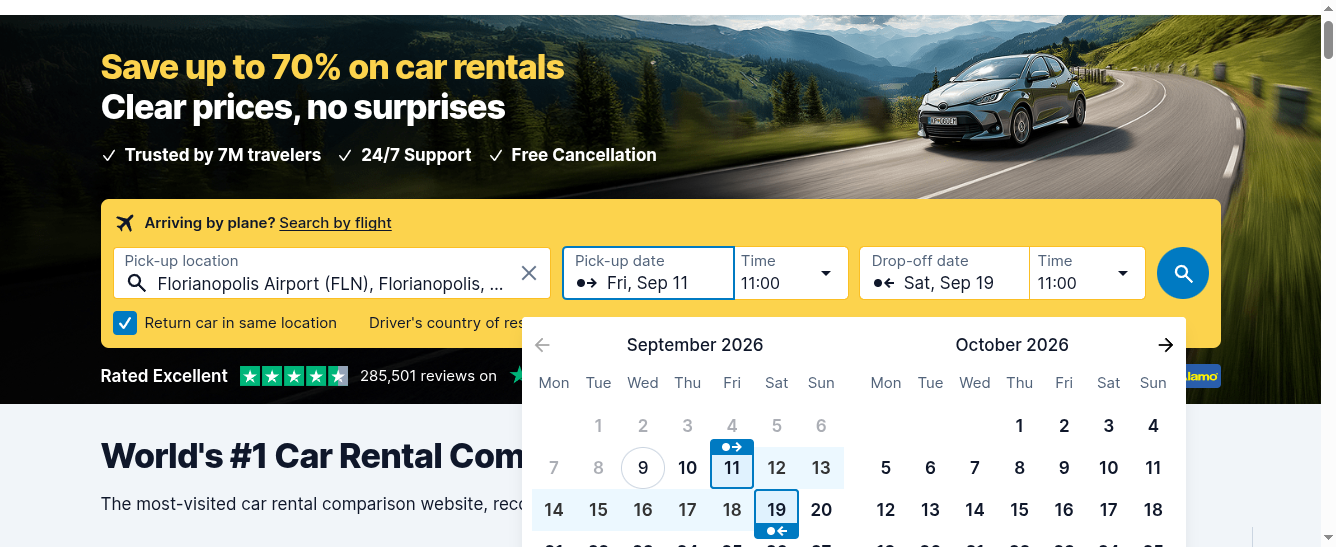 Save up to 70% on car rentals
Clear prices, no surprises
Trusted by 7M travelers 24/7 Support Free Cancellation
Arriving by plane? Search by flight
Pick-up location
Florianopolis Airport (FLN), Florianopolis, ...
Pick-up date
Fri, Sep 11
Time
11:00
Drop-off date
Sat, Sep 19
Time
11:00
Return car in same location Driver's country of res
Rated Excellent 285,501 reviews on
Alamo
World's #1 Car Rental Com
The most-visited car rental comparison website, reco
September 2026
Mon Tue Wed Thu Fri Sat Sun
1 2 3 4 5 6
7 8 9 10 11 12 13
14 15 16 17 18 19 20
October 2026
Mon Tue Wed Thu Fri Sat Sun
1 2 3 4
5 6 7 8 9 10 11
12 13 14 15 16 17 18